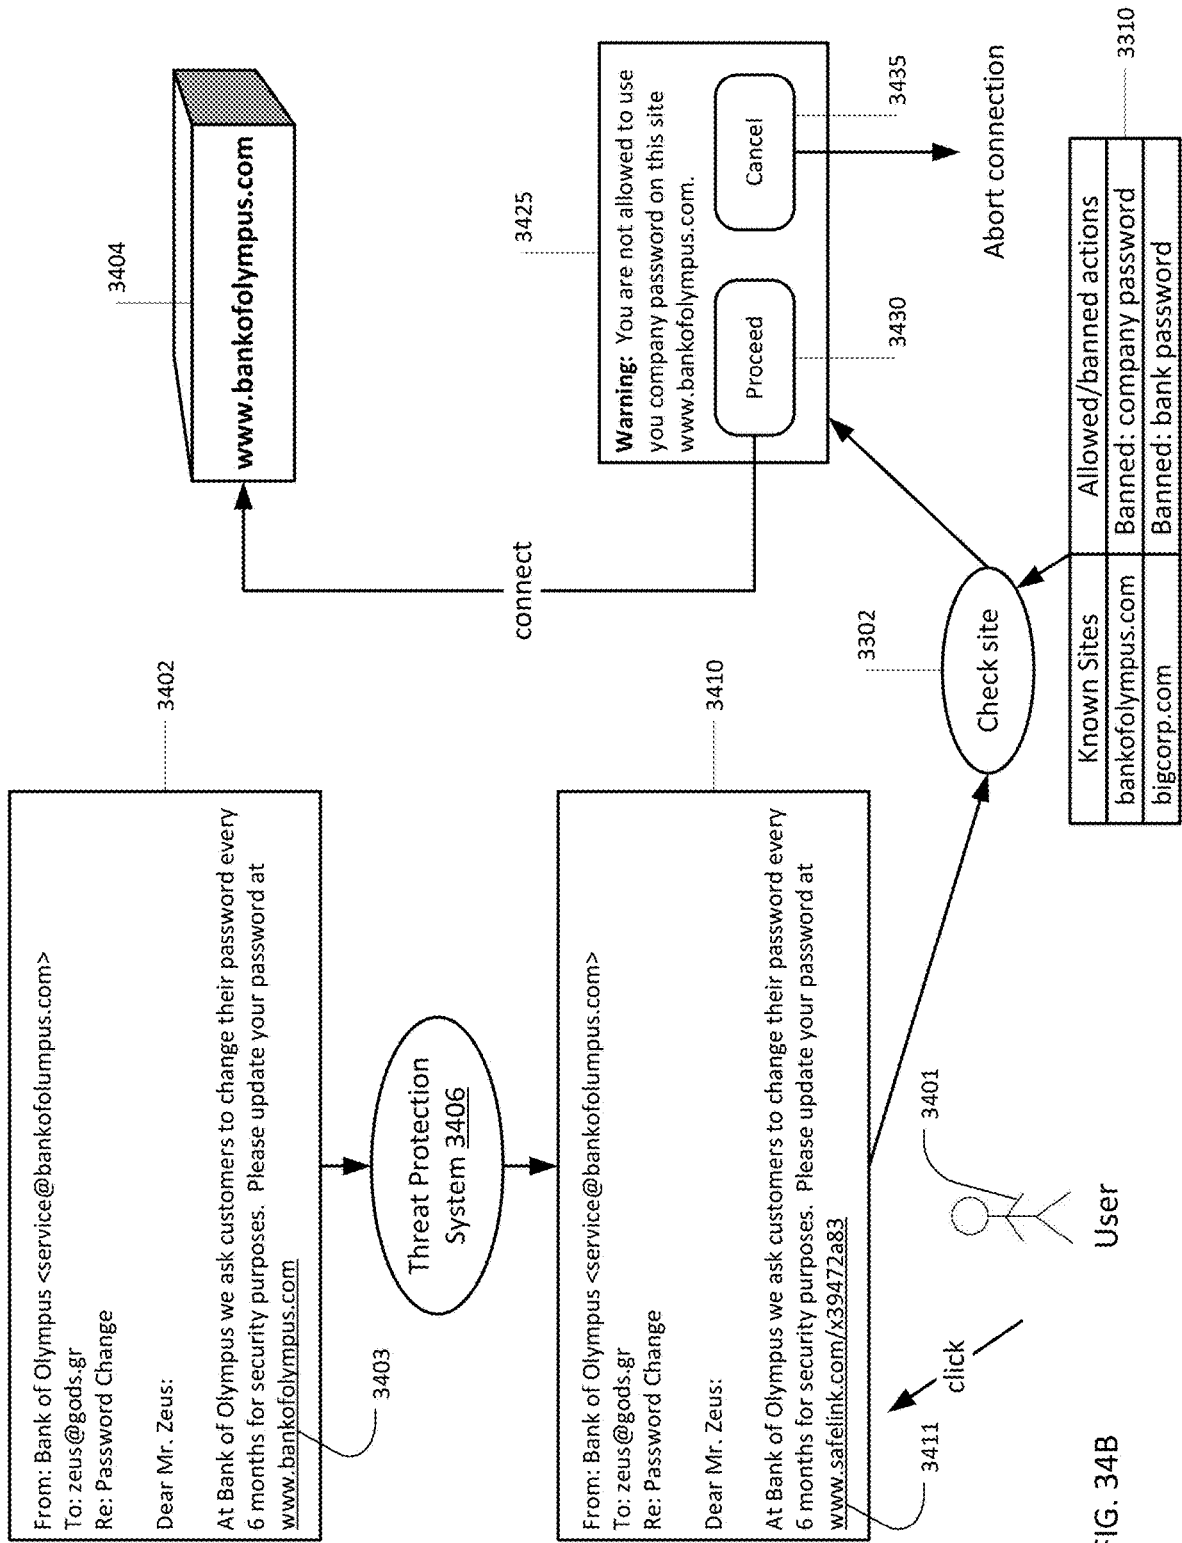 From: Bank of Olympus <service@bankofolumpus.com>
To: zeus@gods.gr
Re: Password Change
Dear Mr. Zeus:
At Bank of Olympus we ask customers to change their password every
6 months for security purposes.  Please update your password at
www.bankofolympus.com
3402
3403
Threat Protection
System 3406
From: Bank of Olympus <service@bankofolumpus.com>
To: zeus@gods.gr
Re: Password Change
Dear Mr. Zeus:
At Bank of Olympus we ask customers to change their password every
6 months for security purposes.  Please update your password at
www.safelink.com/x39472a83
3410
3411
click
3401
User
3404
www.bankofolympus.com
connect
3425
Warning:  You are not allowed to use
you company password on this site
www.bankofolympus.com.
Proceed
Cancel
3430
3435
Abort connection
3302
Check site
3310
Known Sites
Allowed/banned actions
bankofolympus.com
Banned: company password
bigcorp.com
Banned: bank password
FIG. 34B